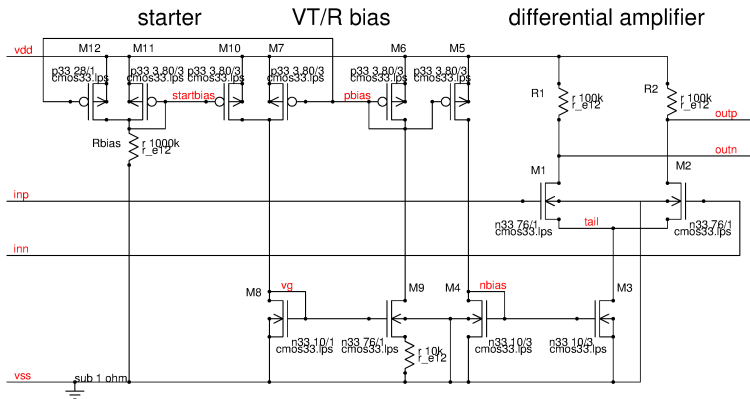 starter VT/R bias differential amplifier
vdd M12 M11 M10 M7 M6 M5
p33 28/1 p33 3.80/3 p33 3.80/3 p33 3.80/3 p33 3.80/3 p33 3.80/3
cmos33.lps cmos33.lps cmos33.lps cmos33.lps cmos33.lps cmos33.lps
startbias pbias
R1 r 100k R2 r 100k
r_e12 r_e12
outp
Rbias r 1000k
r_e12
outn
M1 M2
inp
n33 76/1 tail n33 76/1
cmos33.lps cmos33.lps
inn
vg nbias
M8 M9 M4 M3
n33 10/1 n33 76/1 n33 10/3 n33 10/3
cmos33.lps cmos33.lps cmos33.lps cmos33.lps
r 10k
r_e12
vss sub 1 ohm